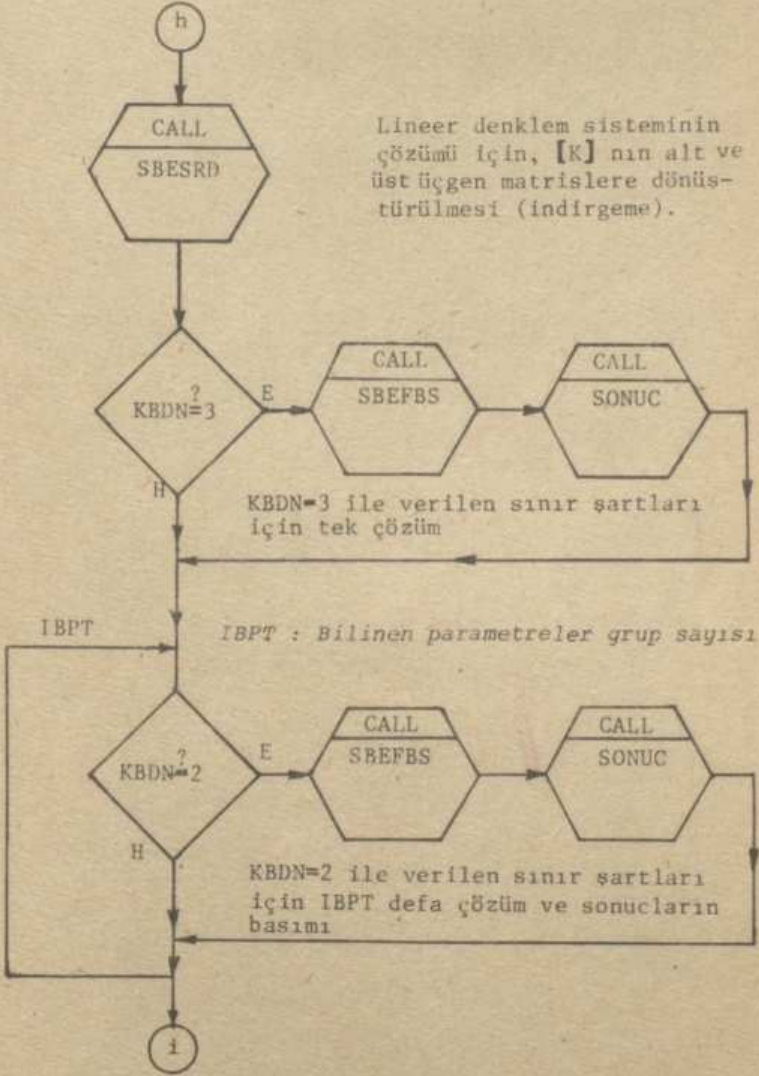 h
CALL
SBESRD
Lineer denklem sisteminin
çözümü için, [K] nın alt ve
üst üçgen matrislere dönüş-
türülmesi (indirgeme).
KBDN=3
?
E
H
CALL
SBEFBS
CALL
SONUC
KBDN=3 ile verilen sınır şartları
için tek çözüm
IBPT
IBPT : Bilinen parametreler grup sayısı
KBDN=2
?
E
H
CALL
SBEFBS
CALL
SONUC
KBDN=2 ile verilen sınır şartları
için IBPT defa çözüm ve sonucların
basımı
i